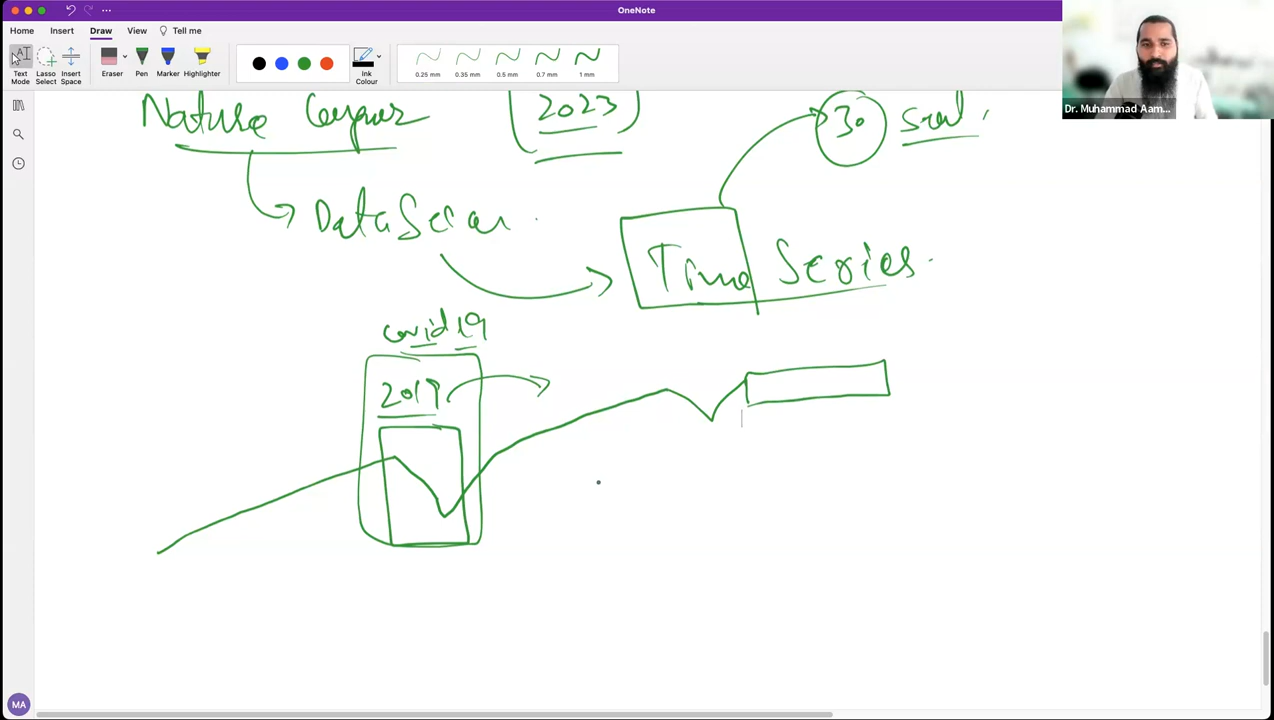 OneNote
Home Insert Draw View Tell me
Text Mode
Lasso Select
Insert Space
Eraser
Pen
Marker
Highlighter
Ink Colour
0.25 mm 0.35 mm 0.5 mm 0.7 mm 1 mm
Dr. Muhammad Aam...
Nature
(2023)
30
Time Series
covid 19
2019
MA